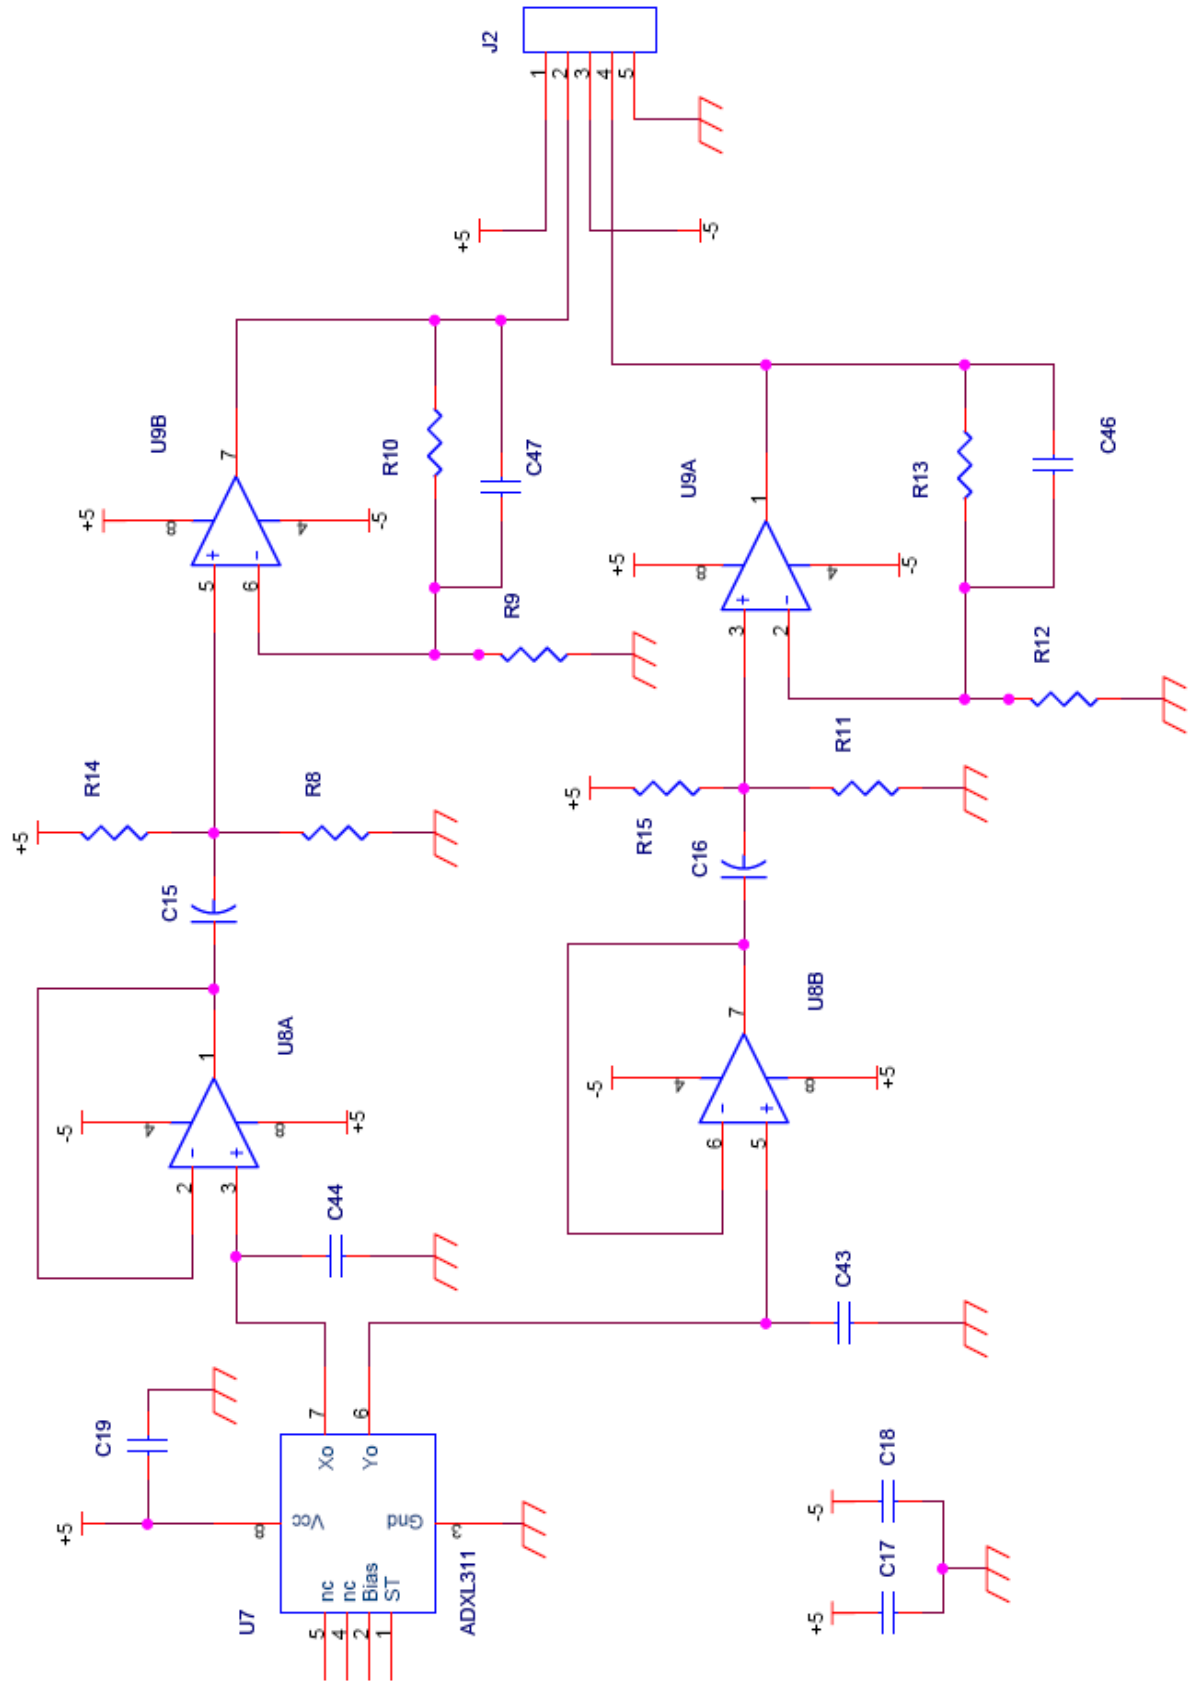 J2
1
2
3
4
5
+5
-5
U9B
+5
8
5
+
6
-
7
4
-5
R10
C47
R9
U9A
+5
8
3
+
2
-
1
4
-5
R13
C46
R12
+5
R14
R8
C15
+5
R15
R11
C16
U8A
-5
4
2
-
3
+
1
8
+5
C44
U8B
-5
4
6
-
5
+
7
8
+5
C43
C19
+5
8
Vcc
7
Xo
6
Yo
Gnd
3
5
nc
4
nc
2
Bias
1
ST
U7
ADXL311
+5
C17
-5
C18